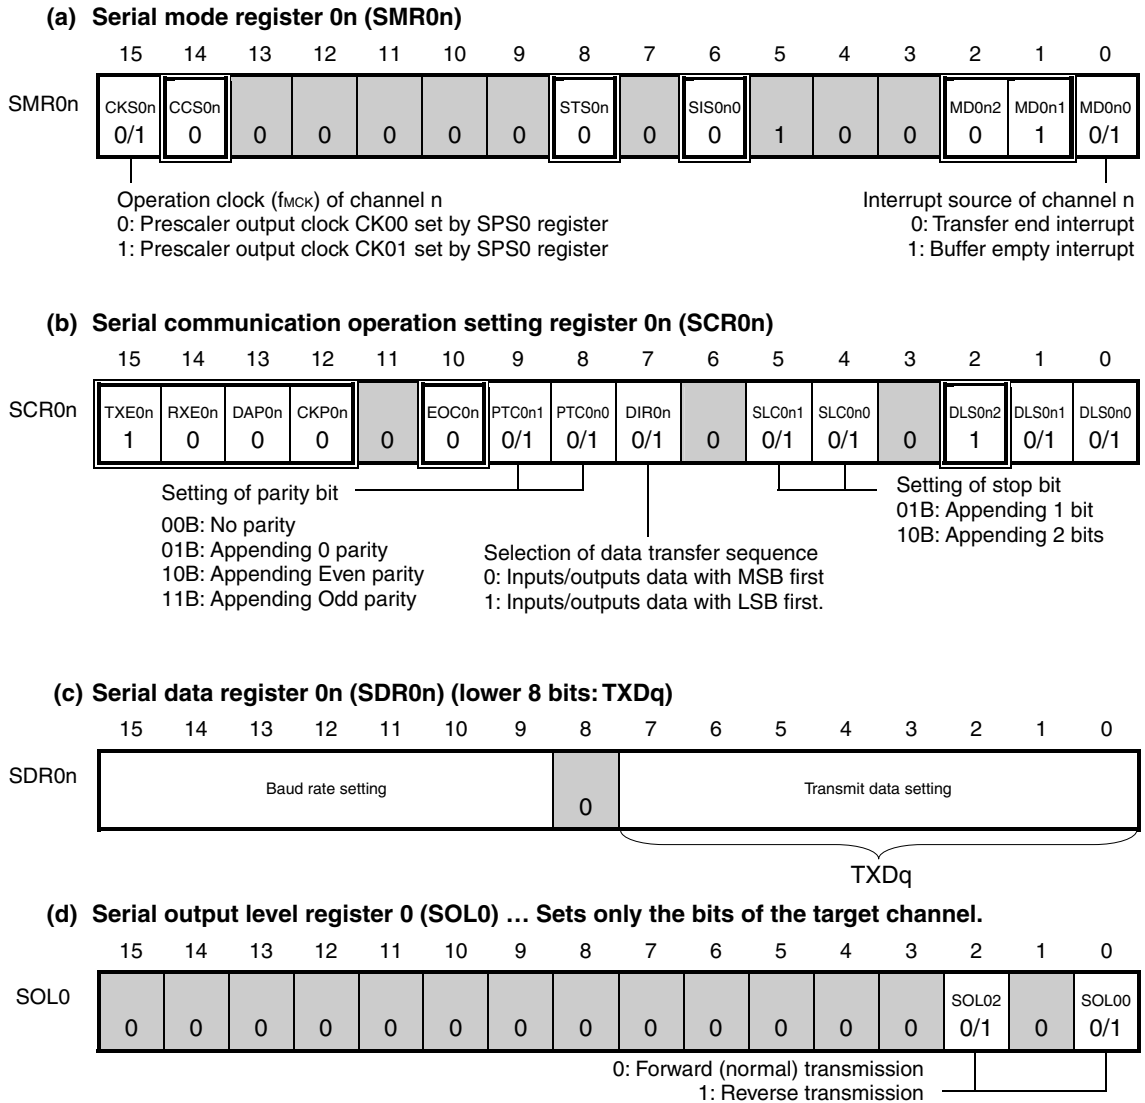 (a) Serial mode register 0n (SMR0n)
15 14 13 12 11 10 9 8 7 6 5 4 3 2 1 0
SMR0n
CKS0n CCS0n STS0n SIS0n0 MD0n2 MD0n1 MD0n0
0/1 0 0 0 0 0 0 0 0 0 1 0 0 0 1 0/1
Operation clock (fMCK) of channel n
0: Prescaler output clock CK00 set by SPS0 register
1: Prescaler output clock CK01 set by SPS0 register
Interrupt source of channel n
0: Transfer end interrupt
1: Buffer empty interrupt
(b) Serial communication operation setting register 0n (SCR0n)
15 14 13 12 11 10 9 8 7 6 5 4 3 2 1 0
SCR0n
TXE0n RXE0n DAP0n CKP0n EOC0n PTC0n1 PTC0n0 DIR0n SLC0n1 SLC0n0 DLS0n2 DLS0n1 DLS0n0
1 0 0 0 0 0 0/1 0/1 0/1 0 0/1 0/1 0 1 0/1 0/1
Setting of parity bit
00B: No parity
01B: Appending 0 parity
10B: Appending Even parity
11B: Appending Odd parity
Selection of data transfer sequence
0: Inputs/outputs data with MSB first
1: Inputs/outputs data with LSB first.
Setting of stop bit
01B: Appending 1 bit
10B: Appending 2 bits
(c) Serial data register 0n (SDR0n) (lower 8 bits: TXDq)
15 14 13 12 11 10 9 8 7 6 5 4 3 2 1 0
SDR0n
Baud rate setting 0 Transmit data setting
TXDq
(d) Serial output level register 0 (SOL0) … Sets only the bits of the target channel.
15 14 13 12 11 10 9 8 7 6 5 4 3 2 1 0
SOL0
SOL02 SOL00
0 0 0 0 0 0 0 0 0 0 0 0 0 0/1 0 0/1
0: Forward (normal) transmission
1: Reverse transmission